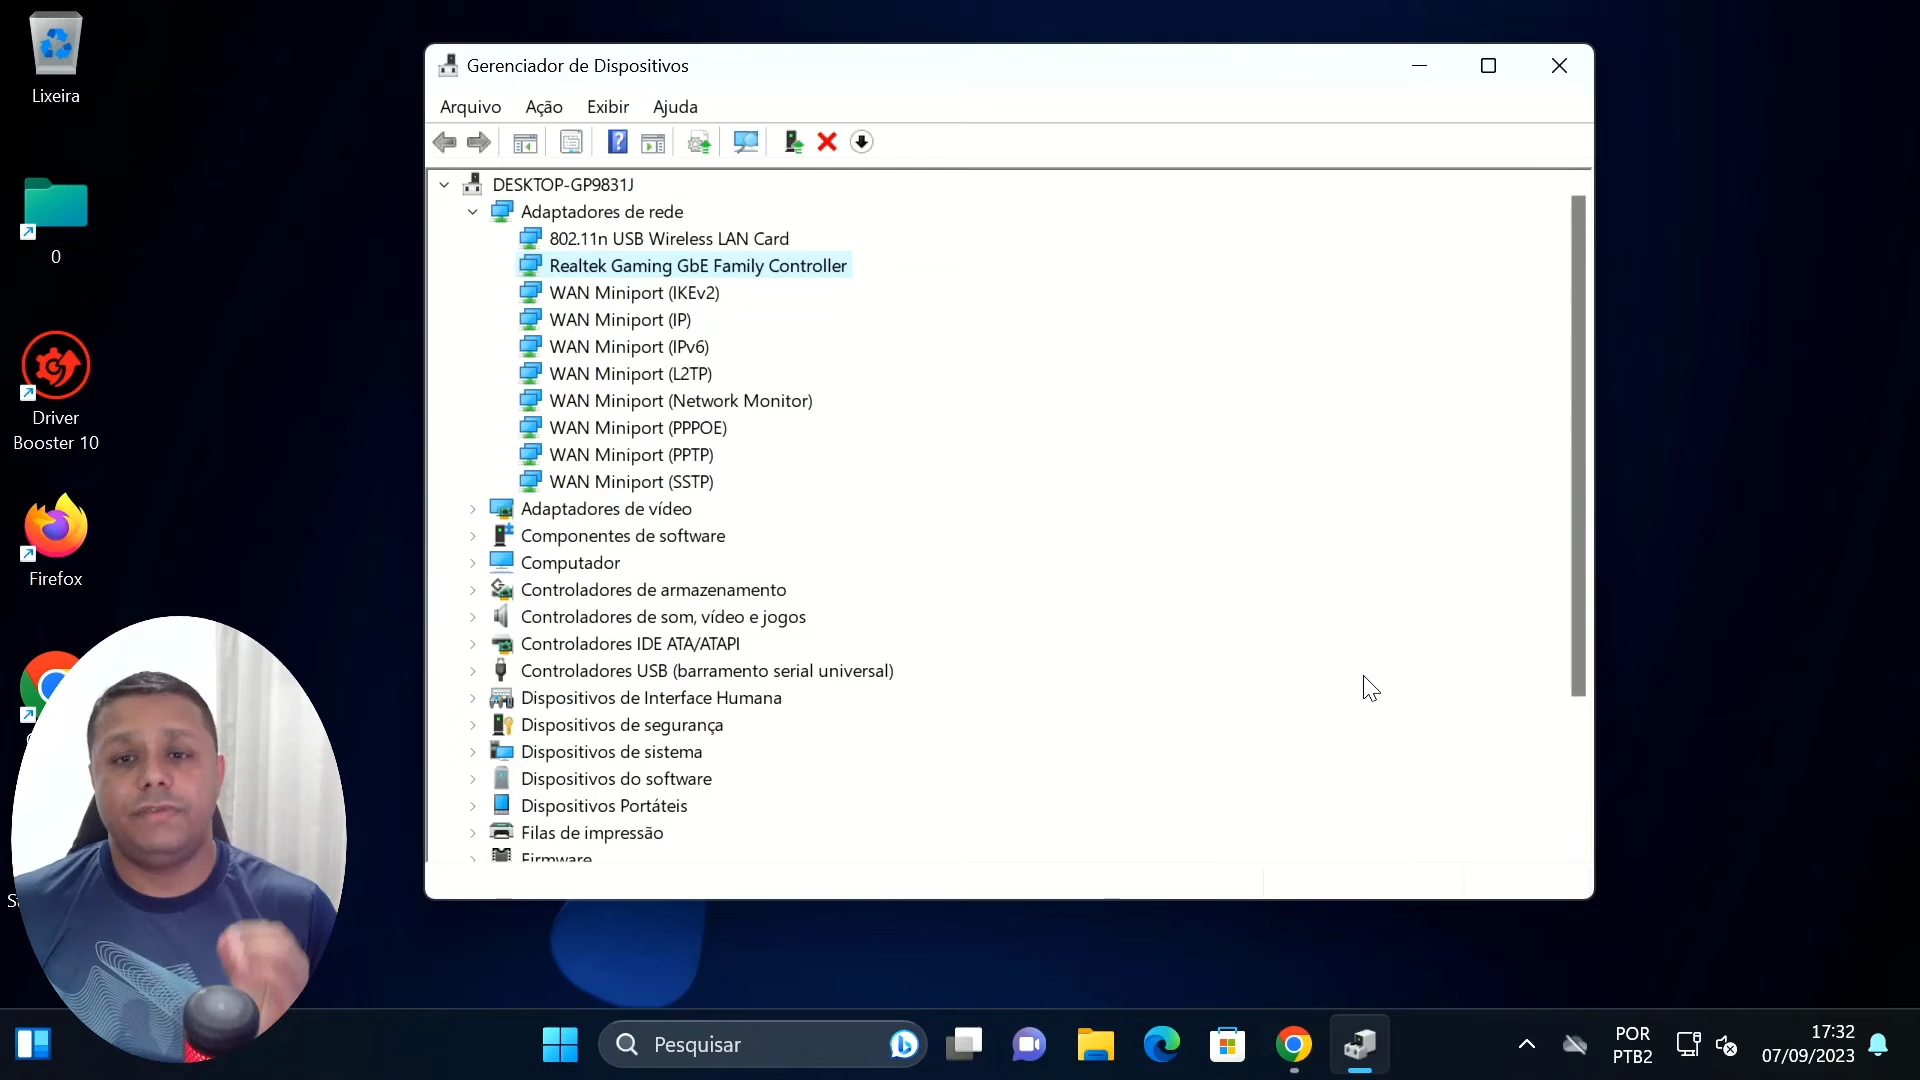 Lixeira
0
Driver
Booster 10
Firefox
Gerenciador de Dispositivos
Arquivo Ação Exibir Ajuda
DESKTOP-GP9831J
Adaptadores de rede
802.11n USB Wireless LAN Card
Realtek Gaming GbE Family Controller
WAN Miniport (IKEv2)
WAN Miniport (IP)
WAN Miniport (IPv6)
WAN Miniport (L2TP)
WAN Miniport (Network Monitor)
WAN Miniport (PPPOE)
WAN Miniport (PPTP)
WAN Miniport (SSTP)
Adaptadores de vídeo
Componentes de software
Computador
Controladores de armazenamento
Controladores de som, vídeo e jogos
Controladores IDE ATA/ATAPI
Controladores USB (barramento serial universal)
Dispositivos de Interface Humana
Dispositivos de segurança
Dispositivos de sistema
Dispositivos do software
Dispositivos Portáteis
Filas de impressão
Firmware
Pesquisar
POR
PTB2
17:32
07/09/2023